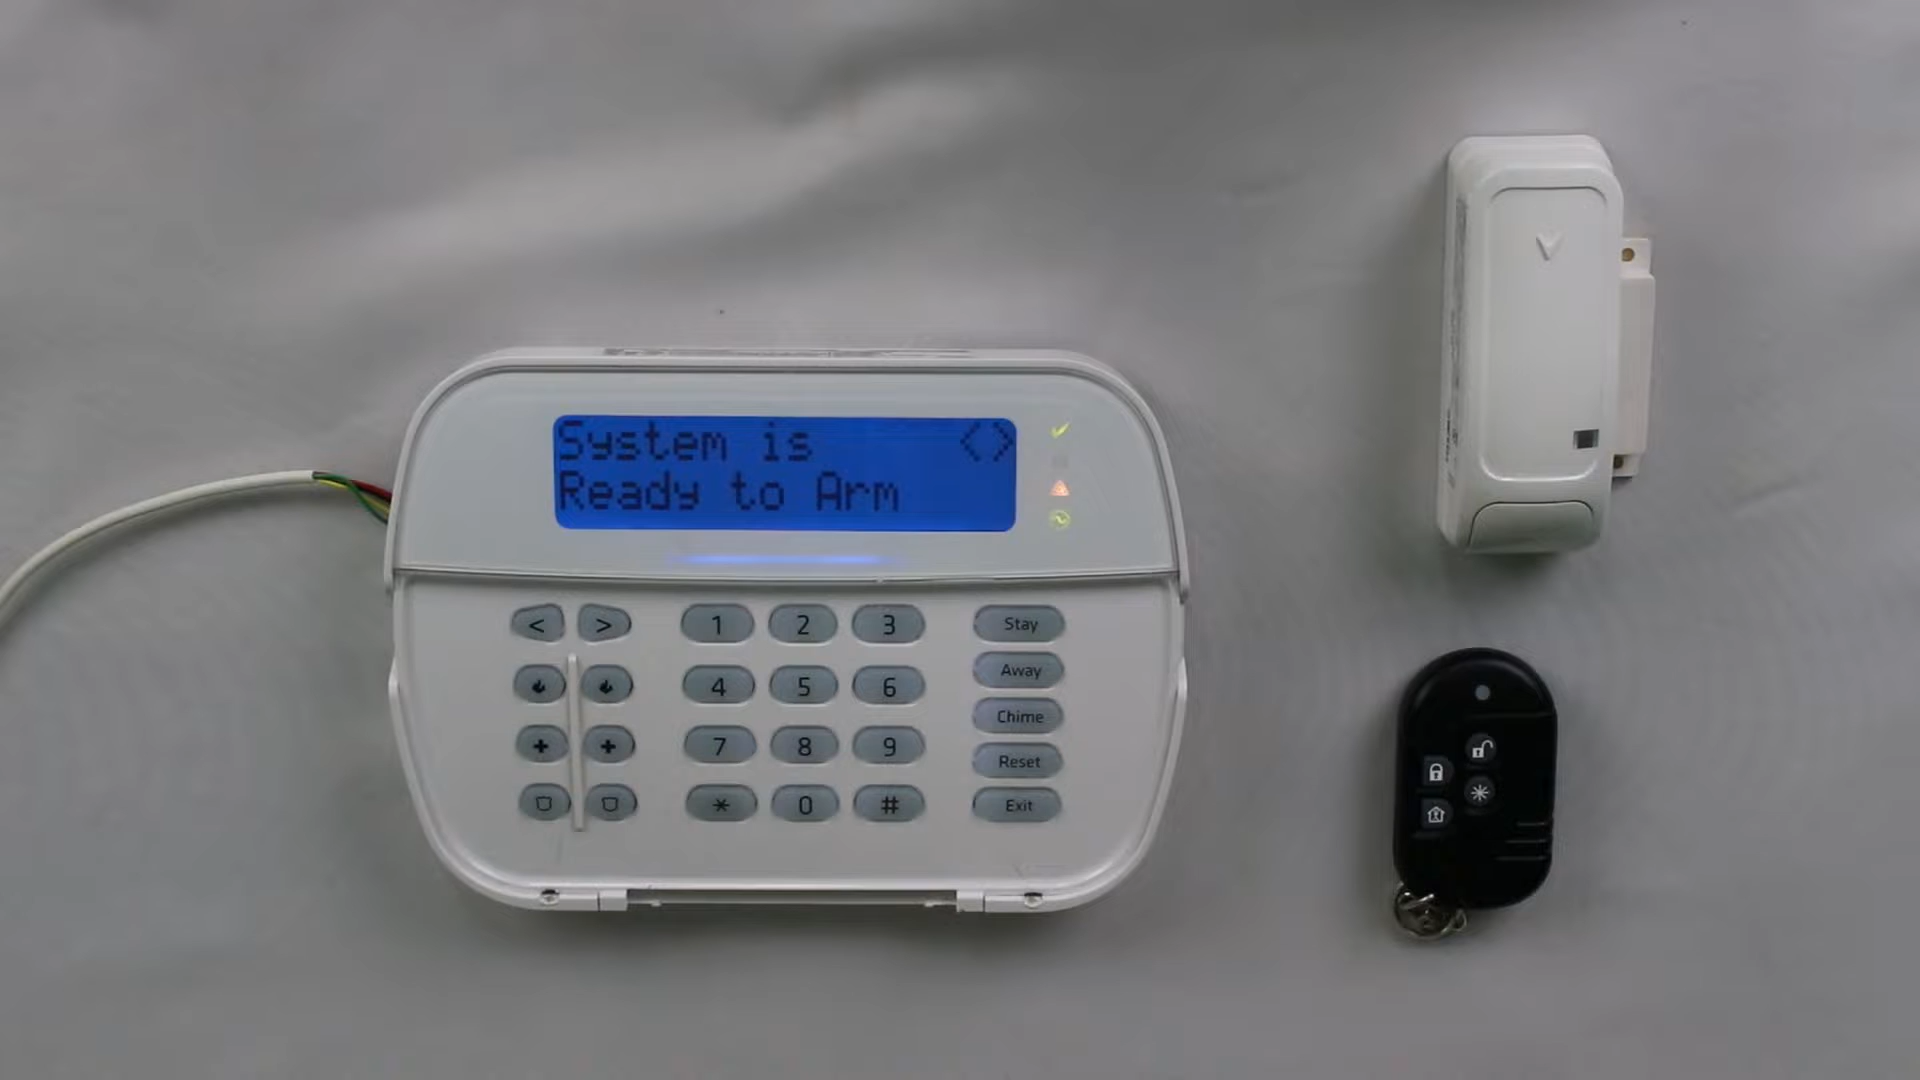 System is <>
Ready to Arm
< > 1 2 3 Stay
4 5 6 Away
Chime
+ + 7 8 9
Reset
* 0 # Exit